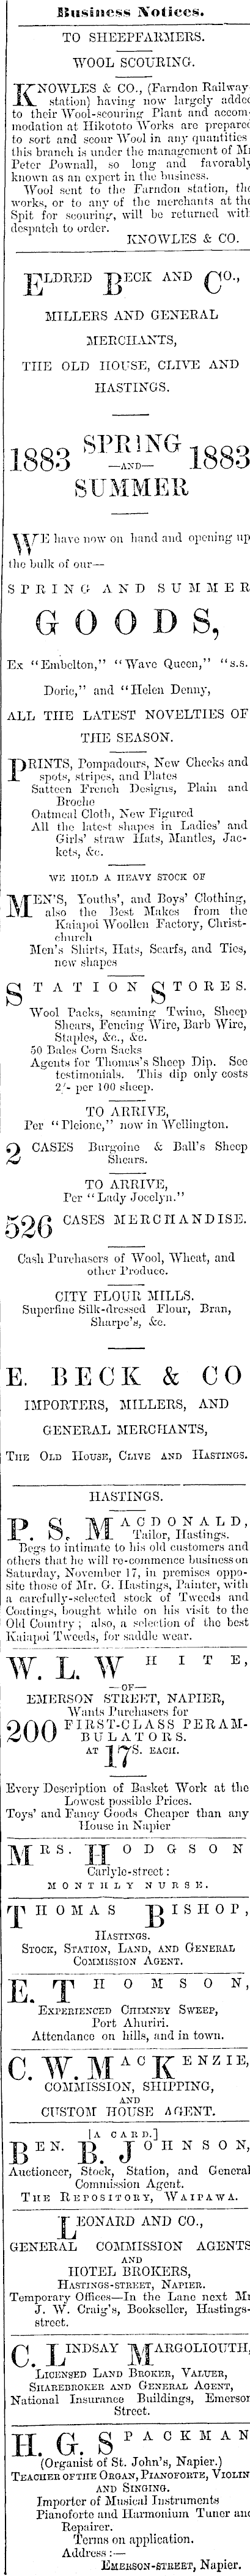 Business Notices.
TO SHEEPFARMERS.
WOOL SCOURING.
KNOWLES & CO., (Farndon Railway
station) having now largely addec
to their Wool-scouring Plant and accom
modation at Hikototo Works are prepared
to sort and scour Wool in any quantities
this branch is under the management of M
Peter Pownall, so long and favorably
known as an expert in the business.
Wool sent to the Farndon station, the
works, or to any of the merchants at the
Spit for scouring, will be returned with
despatch to order.
KNOWLES & CO.
ELDRED BECK AND CO.,
MILLERS AND GENERAL
MERCHANTS,
THE OLD HOUSE, CLIVE AND
HASTINGS.
1883 SPRING 1883
—AND—
SUMMER
WE have now on hand and opening up
the bulk of our—
SPRING AND SUMMER
GOODS,
Ex "Embelton," "Wave Queen," "s.s.
Doric," and "Helen Denny,
ALL THE LATEST NOVELTIES OF
THE SEASON.
PRINTS, Pompadours, New Checks and
spots, stripes, and Plates
Satteen French Designs, Plain and
Broche
Oatmeal Cloth, New Figured
All the latest shapes in Ladies' and
Girls' straw Hats, Mantles, Jac-
kets, &c.
WE HOLD A HEAVY STOCK OF
MEN'S, Youths', and Boys' Clothing,
also the Best Makes from the
Kaiapoi Woollen Factory, Christ-
church
Men's Shirts, Hats, Scarfs, and Ties,
new shapes
STATION STORES.
Wool Packs, seaming Twine, Sheep
Shears, Fencing Wire, Barb Wire,
Staples, &c., &c.
50 Bales Corn Sacks
Agents for Thomas's Sheep Dip. See
testimonials. This dip only costs
2/- per 100 sheep.
TO ARRIVE,
Per "Pleione," now in Wellington.
2 CASES Burgoine & Ball's Sheep
Shears.
TO ARRIVE,
Per "Lady Jocelyn."
526 CASES MERCHANDISE.
Cash Purchasers of Wool, Wheat, and
other Produce.
CITY FLOUR MILLS.
Superfine Silk-dressed Flour, Bran,
Sharpe's, &c.
E. BECK & CO
IMPORTERS, MILLERS, AND
GENERAL MERCHANTS,
THE OLD HOUSE, CLIVE AND HASTINGS.
HASTINGS.
P. S. MACDONALD,
Tailor, Hastings.
Begs to intimate to his old customers and
others that he will re-commence business on
Saturday, November 17, in premises oppo-
site those of Mr. G. Hastings, Painter, with
a carefully-selected stock of Tweeds and
Coatings, bought while on his visit to the
Old Country; also, a selection of the best
Kaiapoi Tweeds, for saddle wear.
W. L. WHITE,
—OF—
EMERSON STREET, NAPIER,
Wants Purchasers for
200 FIRST-CLASS PERAM-
BULATORS.
AT 17S. EACH.
Every Description of Basket Work at the
Lowest possible Prices.
Toys' and Fancy Goods Cheaper than any
House in Napier
MRS. HODGSON
Carlyle-street:
MONTHLY NURSE.
THOMAS BISHOP,
HASTINGS.
STOCK, STATION, LAND, AND GENERAL
COMMISSION AGENT.
E. THOMSON,
EXPERIENCED CHIMNEY SWEEP,
Port Ahuriri.
Attendance on hills, and in town.
C. W. MACKENZIE,
COMMISSION, SHIPPING,
AND
CUSTOM HOUSE AGENT.
[A CARD.]
BEN. B. JOHNSON,
Auctioneer, Stock, Station, and General
Commission Agent.
THE REPOSITORY, WAIPAWA.
LEONARD AND CO.,
GENERAL COMMISSION AGENTS
AND
HOTEL BROKERS,
HASTINGS-STREET, NAPIER.
Temporary Offices—In the Lane next Mr
J. W. Craig's, Bookseller, Hastings-
street.
C. LINDSAY MARGOLIOUTH,
LICENSED LAND BROKER, VALUER,
SHAREBROKER AND GENERAL AGENT,
National Insurance Buildings, Emerson
Street.
H. G. SPACKMAN
(Organist of St. John's, Napier.)
TEACHER OF THE ORGAN, PIANOFORTE, VIOLIN
AND SINGING.
Importer of Musical Instruments
Pianoforte and Harmonium Tuner and
Repairer.
Terms on application.
Address:—
EMERSON-STREET, Napier.